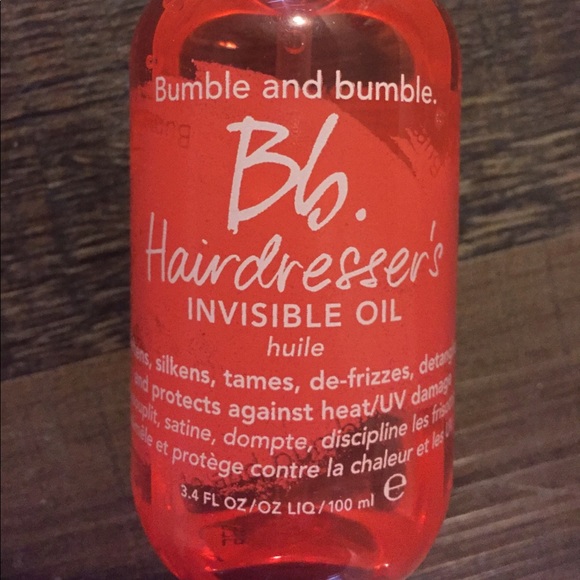 Bumble and bumble.
Bb.
Hairdresser's
INVISIBLE OIL
huile
silkens, tames, de-frizzes,
and protects against heat/UV damage
satine, dompte, discipline les
et protège contre la chaleur et les
3.4 FL OZ/OZ LIQ/100 ml ℮